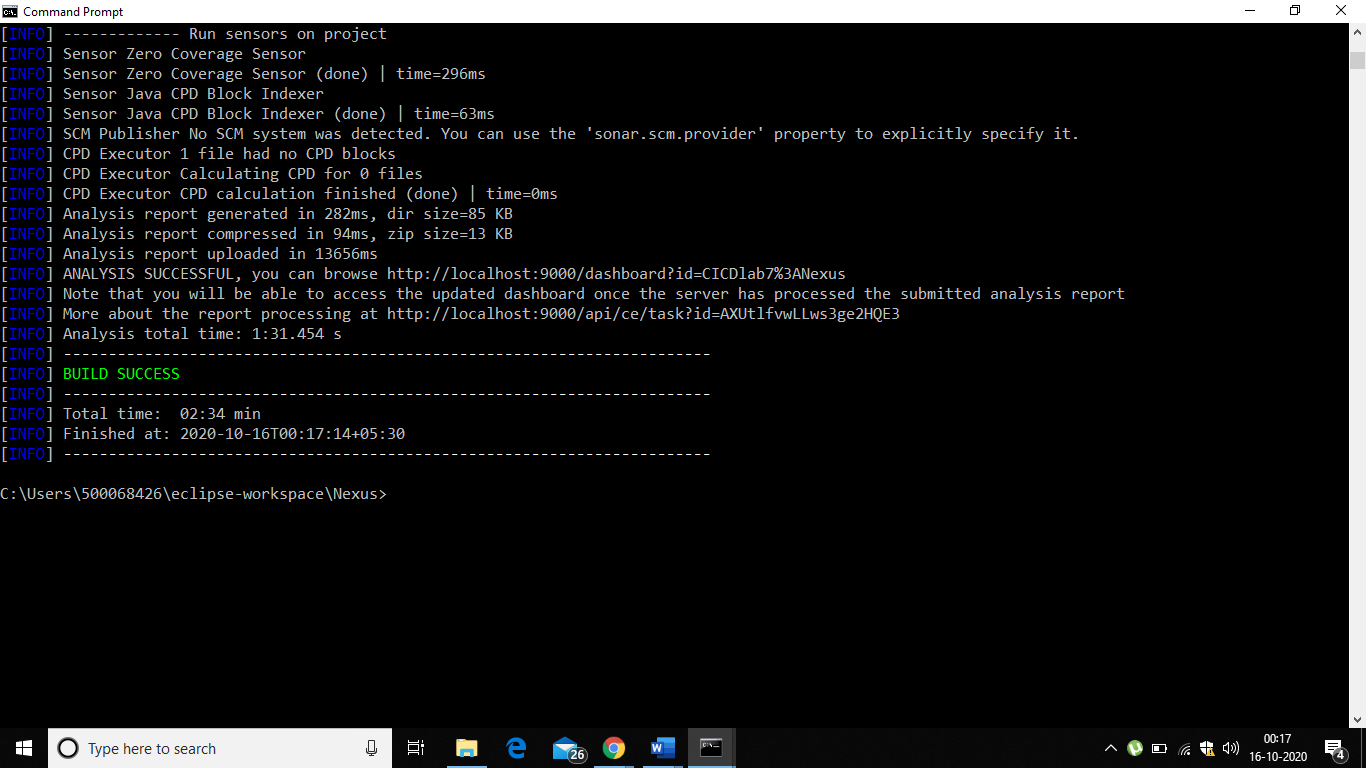 Command Prompt
[INFO] ------------- Run sensors on project
[INFO] Sensor Zero Coverage Sensor
[INFO] Sensor Zero Coverage Sensor (done) | time=296ms
[INFO] Sensor Java CPD Block Indexer
[INFO] Sensor Java CPD Block Indexer (done) | time=63ms
[INFO] SCM Publisher No SCM system was detected. You can use the 'sonar.scm.provider' property to explicitly specify it.
[INFO] CPD Executor 1 file had no CPD blocks
[INFO] CPD Executor Calculating CPD for 0 files
[INFO] CPD Executor CPD calculation finished (done) | time=0ms
[INFO] Analysis report generated in 282ms, dir size=85 KB
[INFO] Analysis report compressed in 94ms, zip size=13 KB
[INFO] Analysis report uploaded in 13656ms
[INFO] ANALYSIS SUCCESSFUL, you can browse http://localhost:9000/dashboard?id=CICDlab7%3ANexus
[INFO] Note that you will be able to access the updated dashboard once the server has processed the submitted analysis report
[INFO] More about the report processing at http://localhost:9000/api/ce/task?id=AXUtlfvwLLws3ge2HQE3
[INFO] Analysis total time: 1:31.454 s
[INFO] ------------------------------------------------------------------------
[INFO] BUILD SUCCESS
[INFO] ------------------------------------------------------------------------
[INFO] Total time:  02:34 min
[INFO] Finished at: 2020-10-16T00:17:14+05:30
[INFO] ------------------------------------------------------------------------
C:\Users\500068426\eclipse-workspace\Nexus>
Type here to search
26
00:17
16-10-2020
4